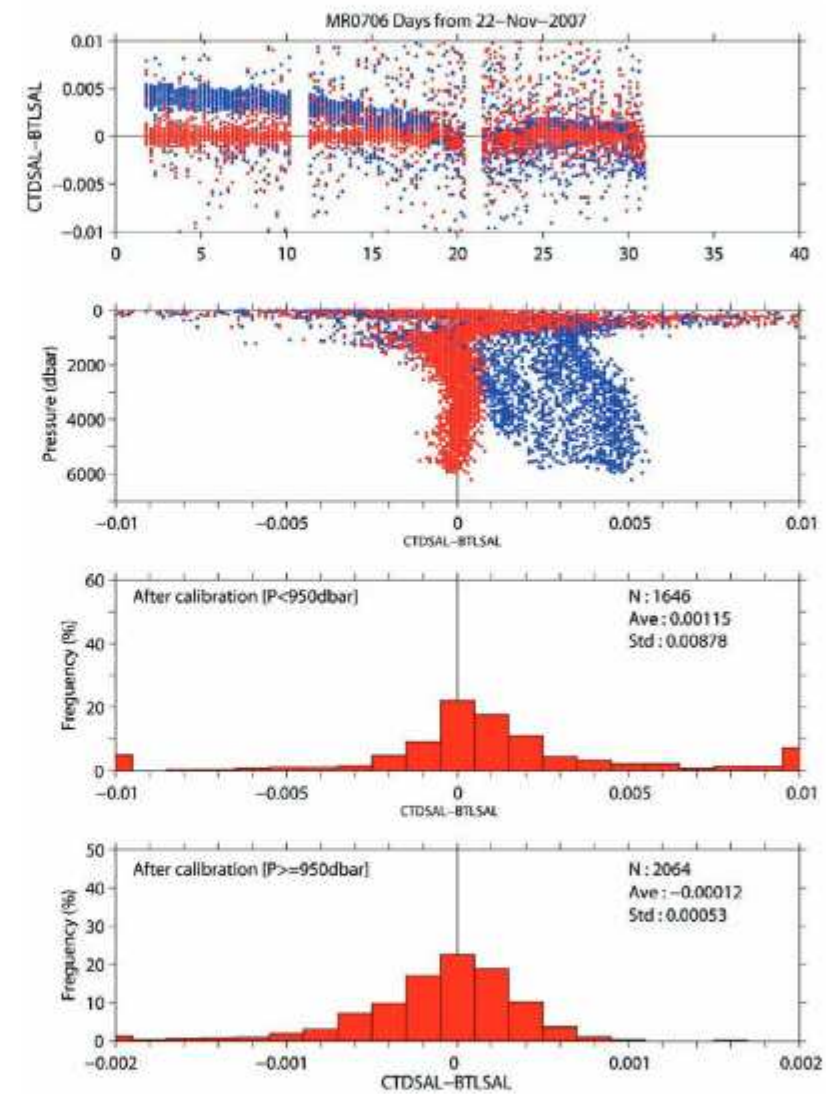 MR0706 Days from 22−Nov−2007
CTDSAL−BTLSAL
0.01
0.005
0
−0.005
−0.01
0 5 10 15 20 25 30 35 40
Pressure (dbar)
0
2000
4000
6000
−0.01 −0.005 0 0.005 0.01
CTDSAL−BTLSAL
Freguency (%)
60
40
20
0
After calibration [P<950dbar]
N : 1646
Ave : 0.00115
Std : 0.00878
−0.01 −0.005 0 0.005 0.01
CTDSAL−BTLSAL
Freguency (%)
50
40
30
20
10
0
After calibration [P>=950dbar]
N : 2064
Ave : −0.00012
Std : 0.00053
−0.002 −0.001 0 0.001 0.002
CTDSAL−BTLSAL